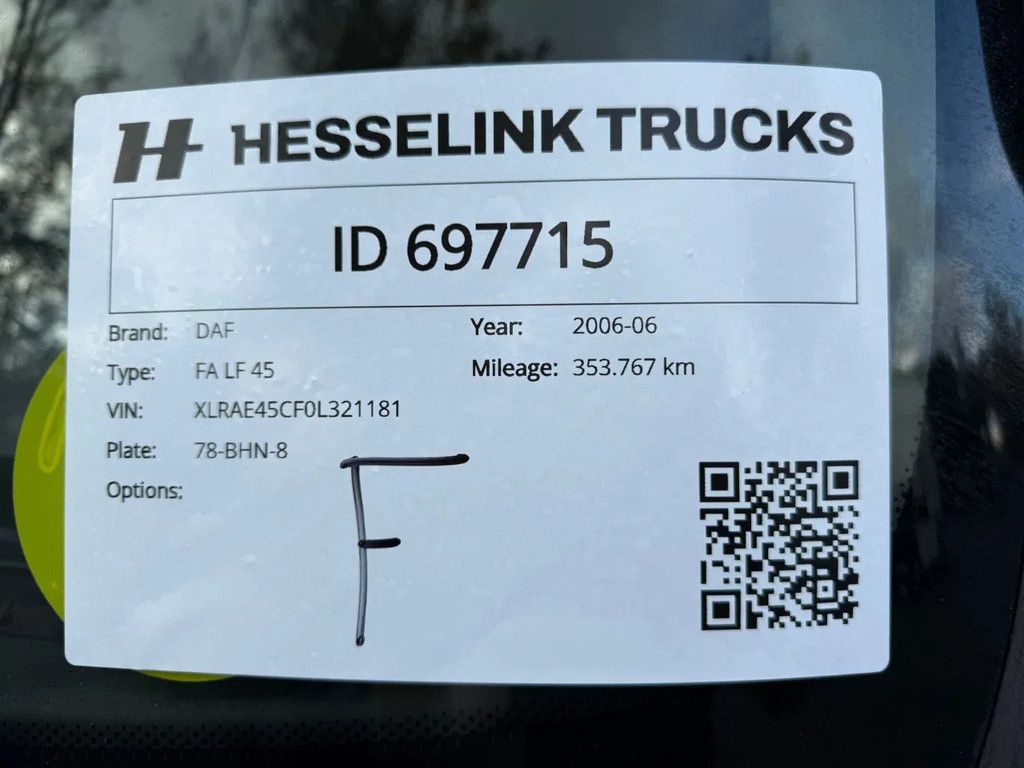 H HESSELINK TRUCKS
ID 697715
Brand: DAF
Year: 2006-06
Type: FA LF 45
Mileage: 353.767 km
VIN: XLRAE45CF0L321181
Plate: 78-BHN-8
Options:
F